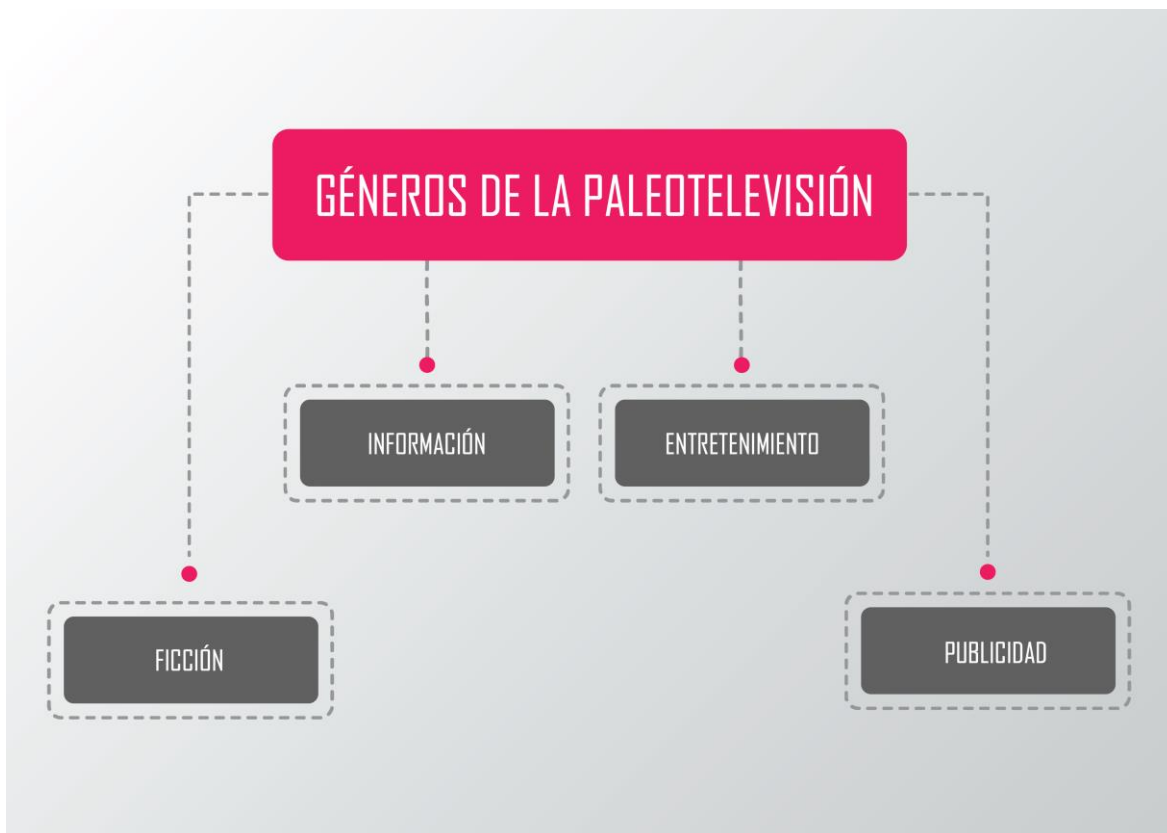 GÉNEROS DE LA PALEOTELEVISIÓN
INFORMACIÓN
ENTRETENIMIENTO
FICCIÓN
PUBLICIDAD